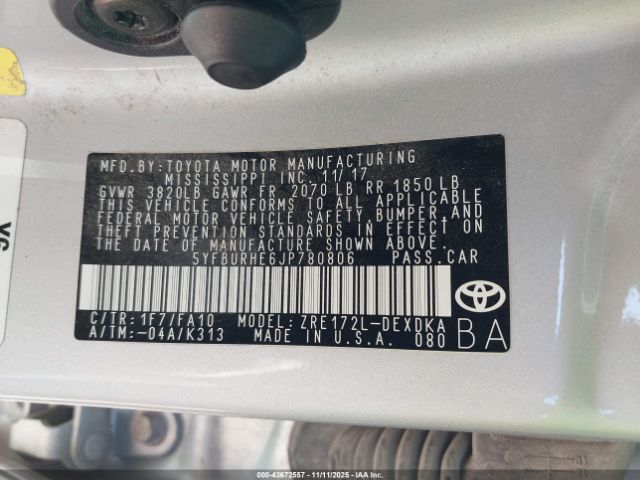 MFD.BY:TOYOTA MOTOR MANUFACTURING
MISSISSIPPI INC. 11/17
GVWR 3820LB GAWR FR 2070 LB RR 1850 LB
THIS VEHICLE CONFORMS TO ALL APPLICABLE
FEDERAL MOTOR VEHICLE SAFETY, BUMPER, AND
THEFT PREVENTION STANDARDS IN EFFECT ON
THE DATE OF MANUFACTURE SHOWN ABOVE.
5YFBURHE6JP780806 PASS.CAR
C/TR:1F7/FA10 MODEL:ZRE172L-DEXDKA
A/TM:-04A/K313 MADE IN U.S.A. 080 BA
00-43672557 - 11/11/2025 - IAA Inc.